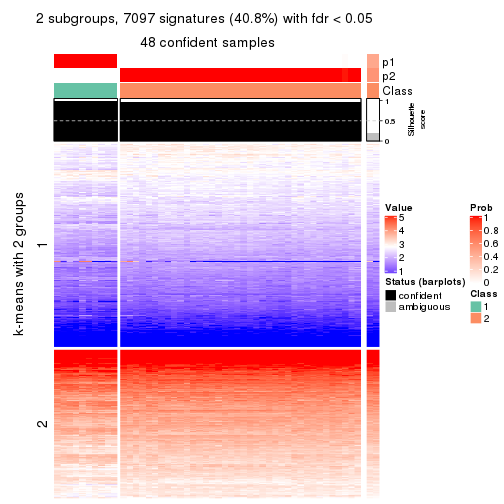 2 subgroups, 7097 signatures (40.8%) with fdr < 0.05
48 confident samples
p1
p2
Class
1
0.5
0
Silhouette
score
k-means with 2 groups
1
2
Value
5
4
3
2
1
Status (barplots)
confident
ambiguous
Prob
1
0.8
0.6
0.4
0.2
0
Class
1
2